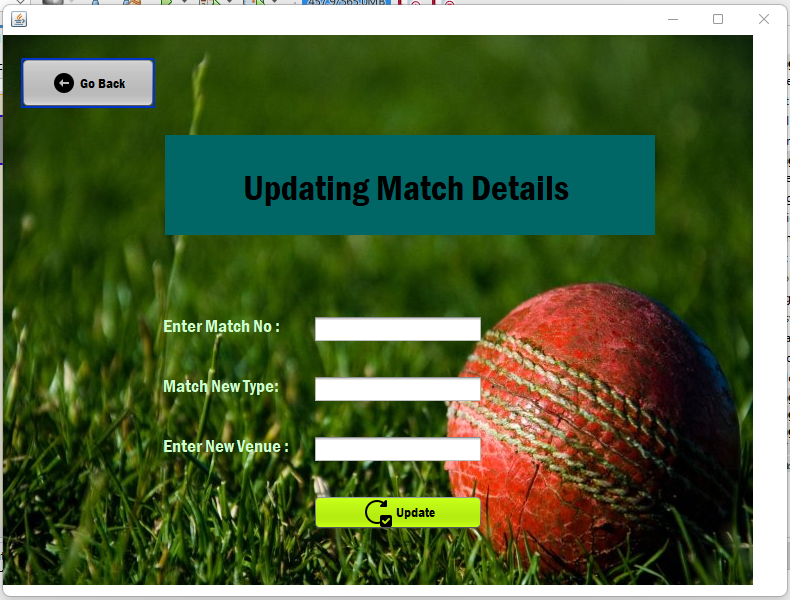 Go Back
Updating Match Details
Enter Match No :
Match New Type:
Enter New Venue :
Update